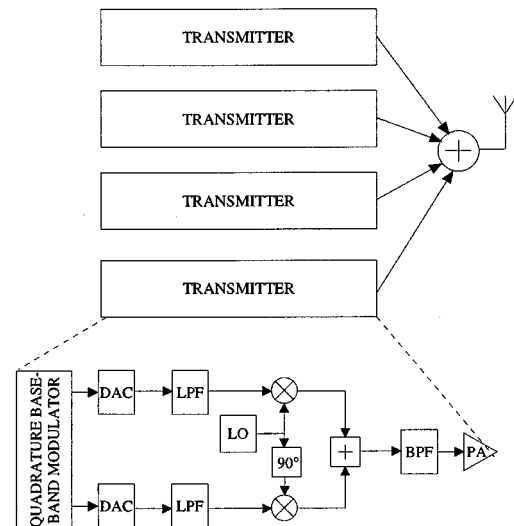 TRANSMITTER
TRANSMITTER
TRANSMITTER
TRANSMITTER
QUADRATURE BASE-
BAND MODULATOR
DAC
LPF
LO
90°
+
BPF
PA
DAC
LPF